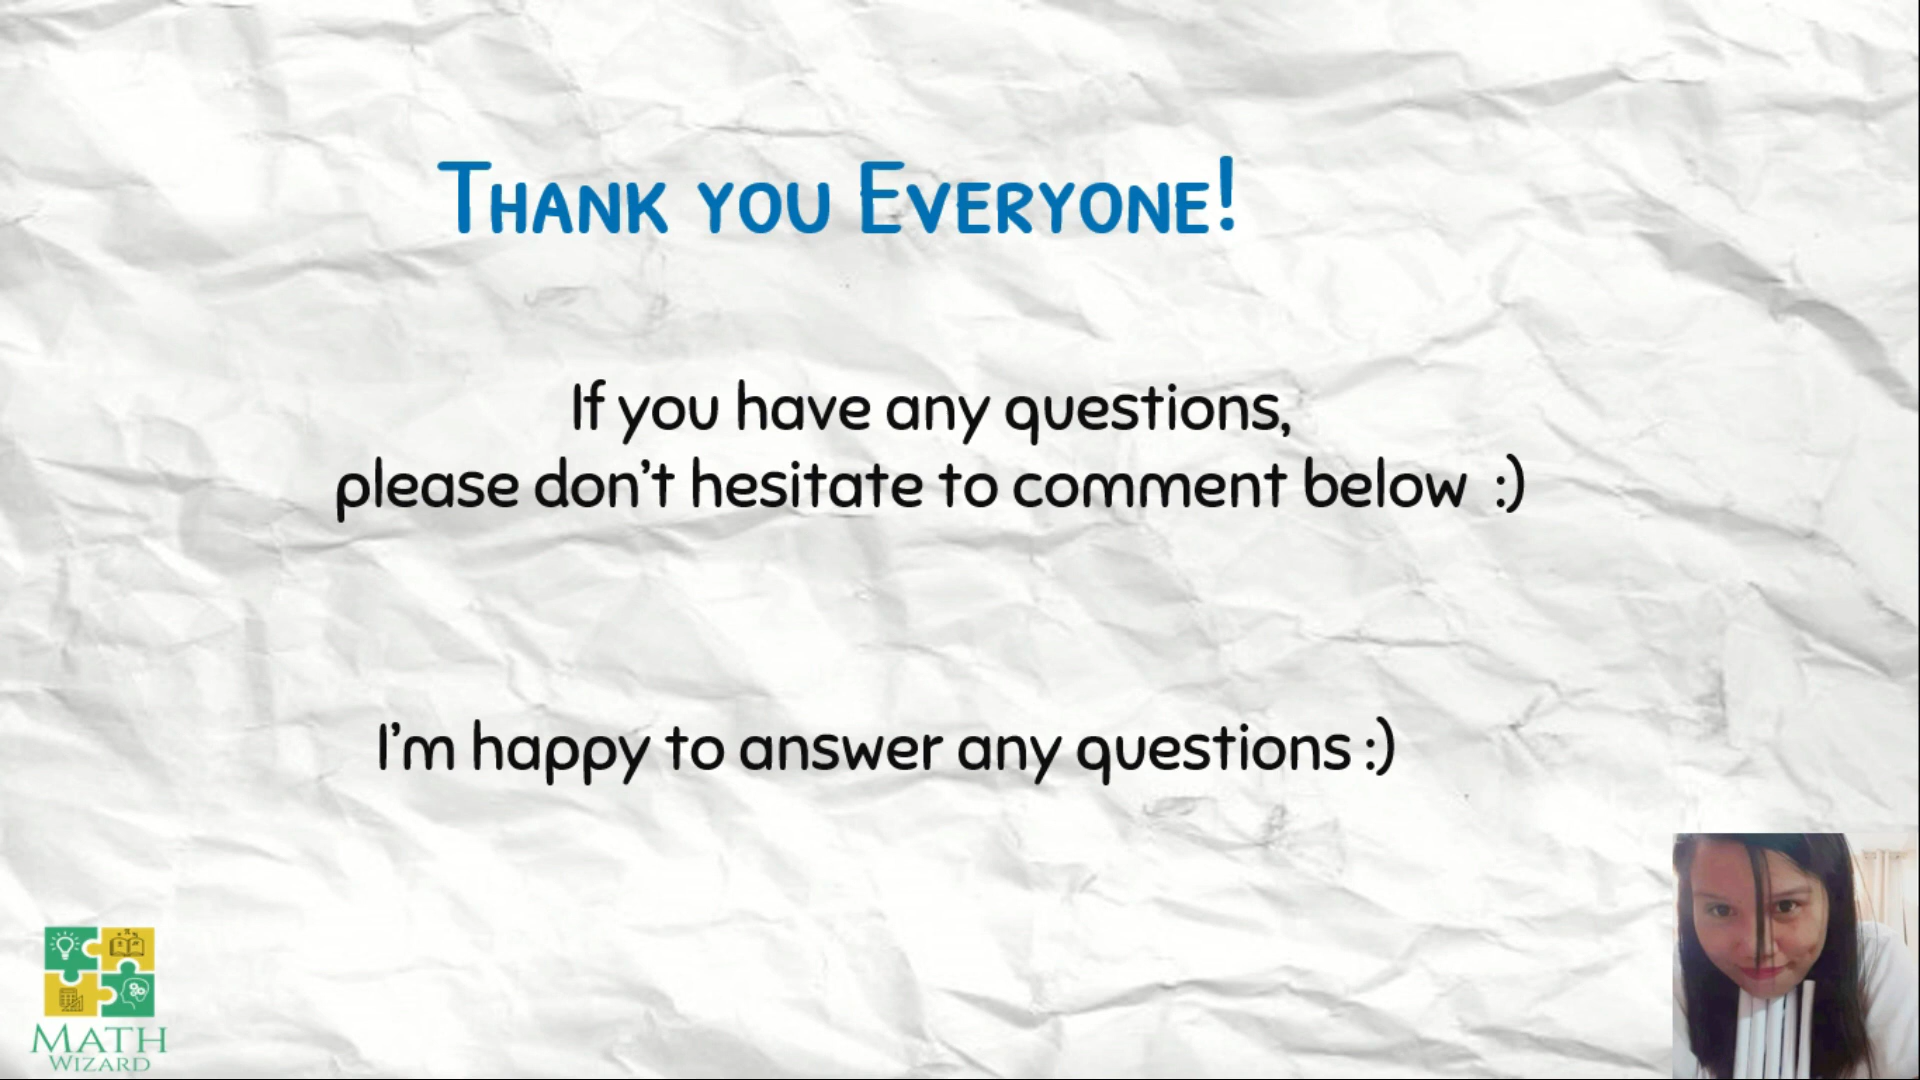 Thank you Everyone!
If you have any questions,
please don't hesitate to comment below :)
I'm happy to answer any questions :)
MATH
WIZARD